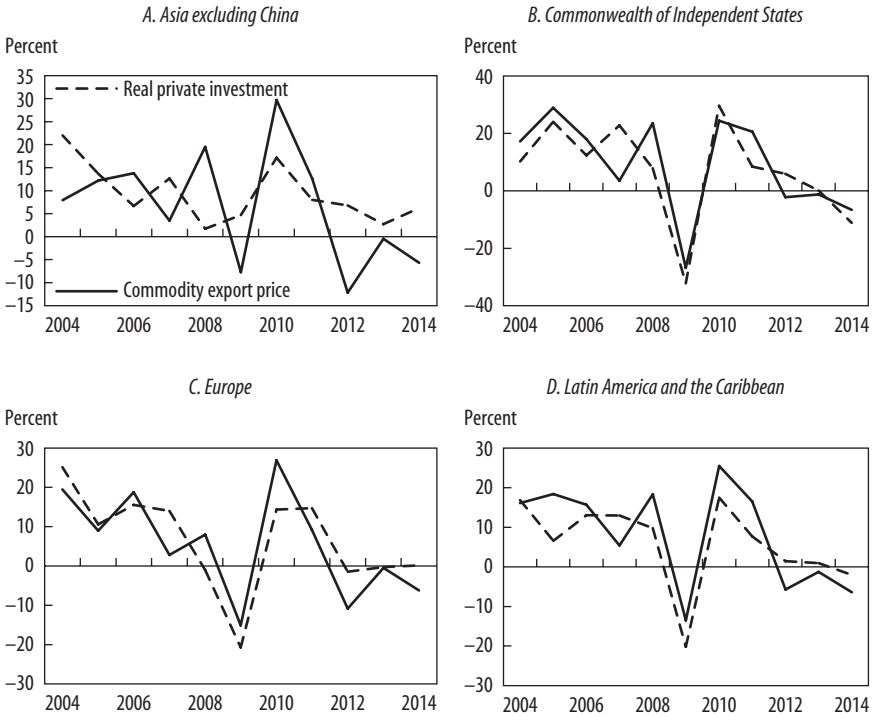 A. Asia excluding China
Percent
35
30
25
20
15
10
5
0
–5
–10
–15
Real private investment
Commodity export price
2004 2006 2008 2010 2012 2014
B. Commonwealth of Independent States
Percent
40
20
0
–20
–40
2004 2006 2008 2010 2012 2014
C. Europe
Percent
30
20
10
0
–10
–20
–30
2004 2006 2008 2010 2012 2014
D. Latin America and the Caribbean
Percent
30
20
10
0
–10
–20
–30
2004 2006 2008 2010 2012 2014